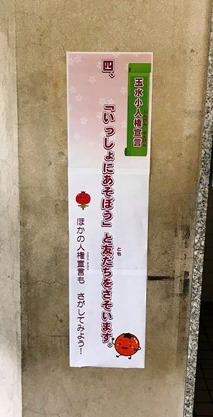 玉水小人権宣言
四、「いっしょにあそぼう」と友だちをさそいます。
ほかの人権宣言も さがしてみよう！